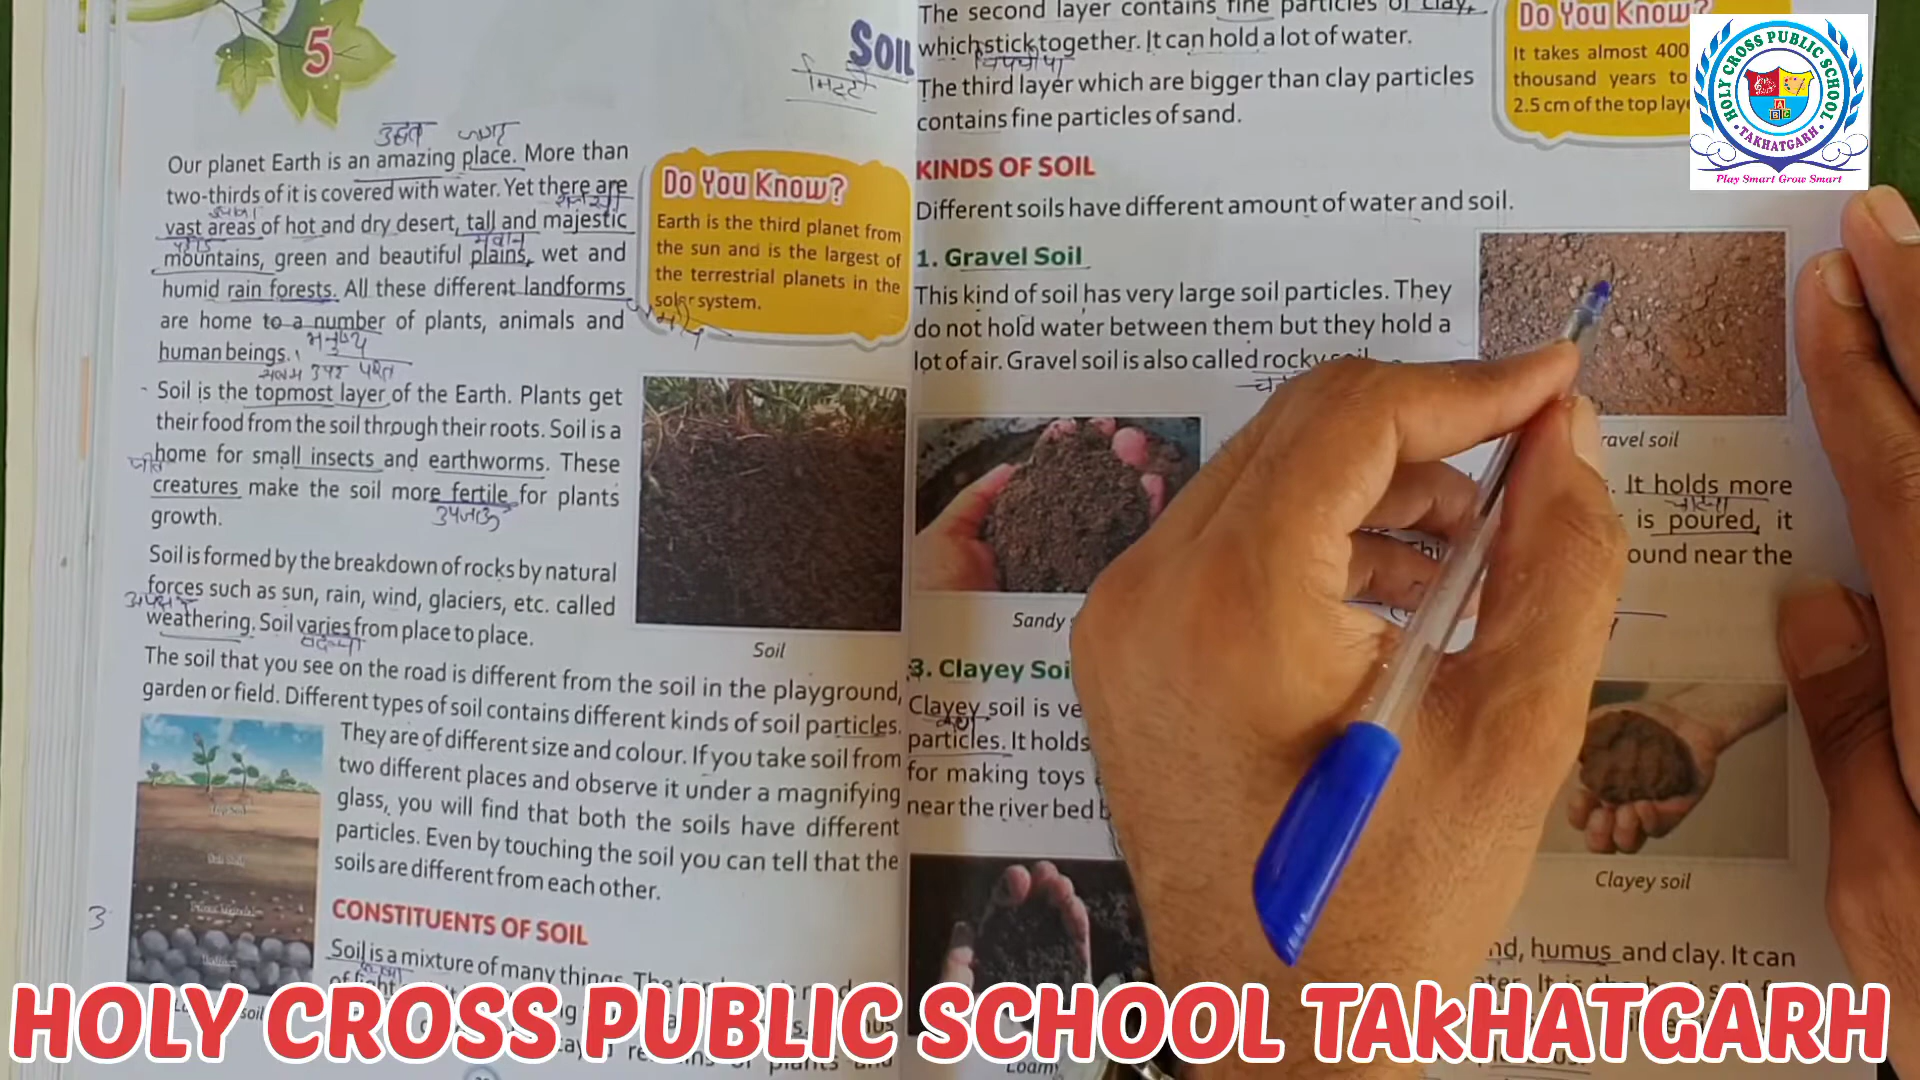 5
SOIL
मिट्टी
Our planet Earth is an amazing place. More than
two-thirds of it is covered with water. Yet there are
vast areas of hot and dry desert, tall and majestic
mountains, green and beautiful plains, wet and
humid rain forests. All these different landforms
are home to a number of plants, animals and
human beings.
मनुष्य
Do You Know?
Earth is the third planet from
the sun and is the largest of
the terrestrial planets in the
solar system.
Soil is the topmost layer of the Earth. Plants get
their food from the soil through their roots. Soil is a
home for small insects and earthworms. These
creatures make the soil more fertile for plants
growth.
उपजाऊ
Soil is formed by the breakdown of rocks by natural
forces such as sun, rain, wind, glaciers, etc. called
weathering. Soil varies from place to place.
Soil
The soil that you see on the road is different from the soil in the playground,
garden or field. Different types of soil contains different kinds of soil particles.
They are of different size and colour. If you take soil from
two different places and observe it under a magnifying
glass, you will find that both the soils have different
particles. Even by touching the soil you can tell that the
soils are different from each other.
3
CONSTITUENTS OF SOIL
Soil is a mixture of many things. The
The second layer contains fine particles of clay,
which stick together. It can hold a lot of water.
The third layer which are bigger than clay particles
contains fine particles of sand.
Do You Know?
It takes almost 400
thousand years to
2.5 cm of the top
KINDS OF SOIL
Different soils have different amount of water and soil.
1. Gravel Soil
This kind of soil has very large soil particles. They
do not hold water between them but they hold a
lot of air. Gravel soil is also called rocky soil.
ravel soil
It holds more
is poured, it
ound near the
Sandy
3. Clayey Soi
Clayey soil is ve
particles. It holds
for making toys
near the river bed
Clayey soil
nd, humus and clay. It can
Loamy
HOLY CROSS PUBLIC SCHOOL
TAKHATGARH
ABC
Play Smart Grow Smart
HOLY CROSS PUBLIC SCHOOL TAkHATGARH